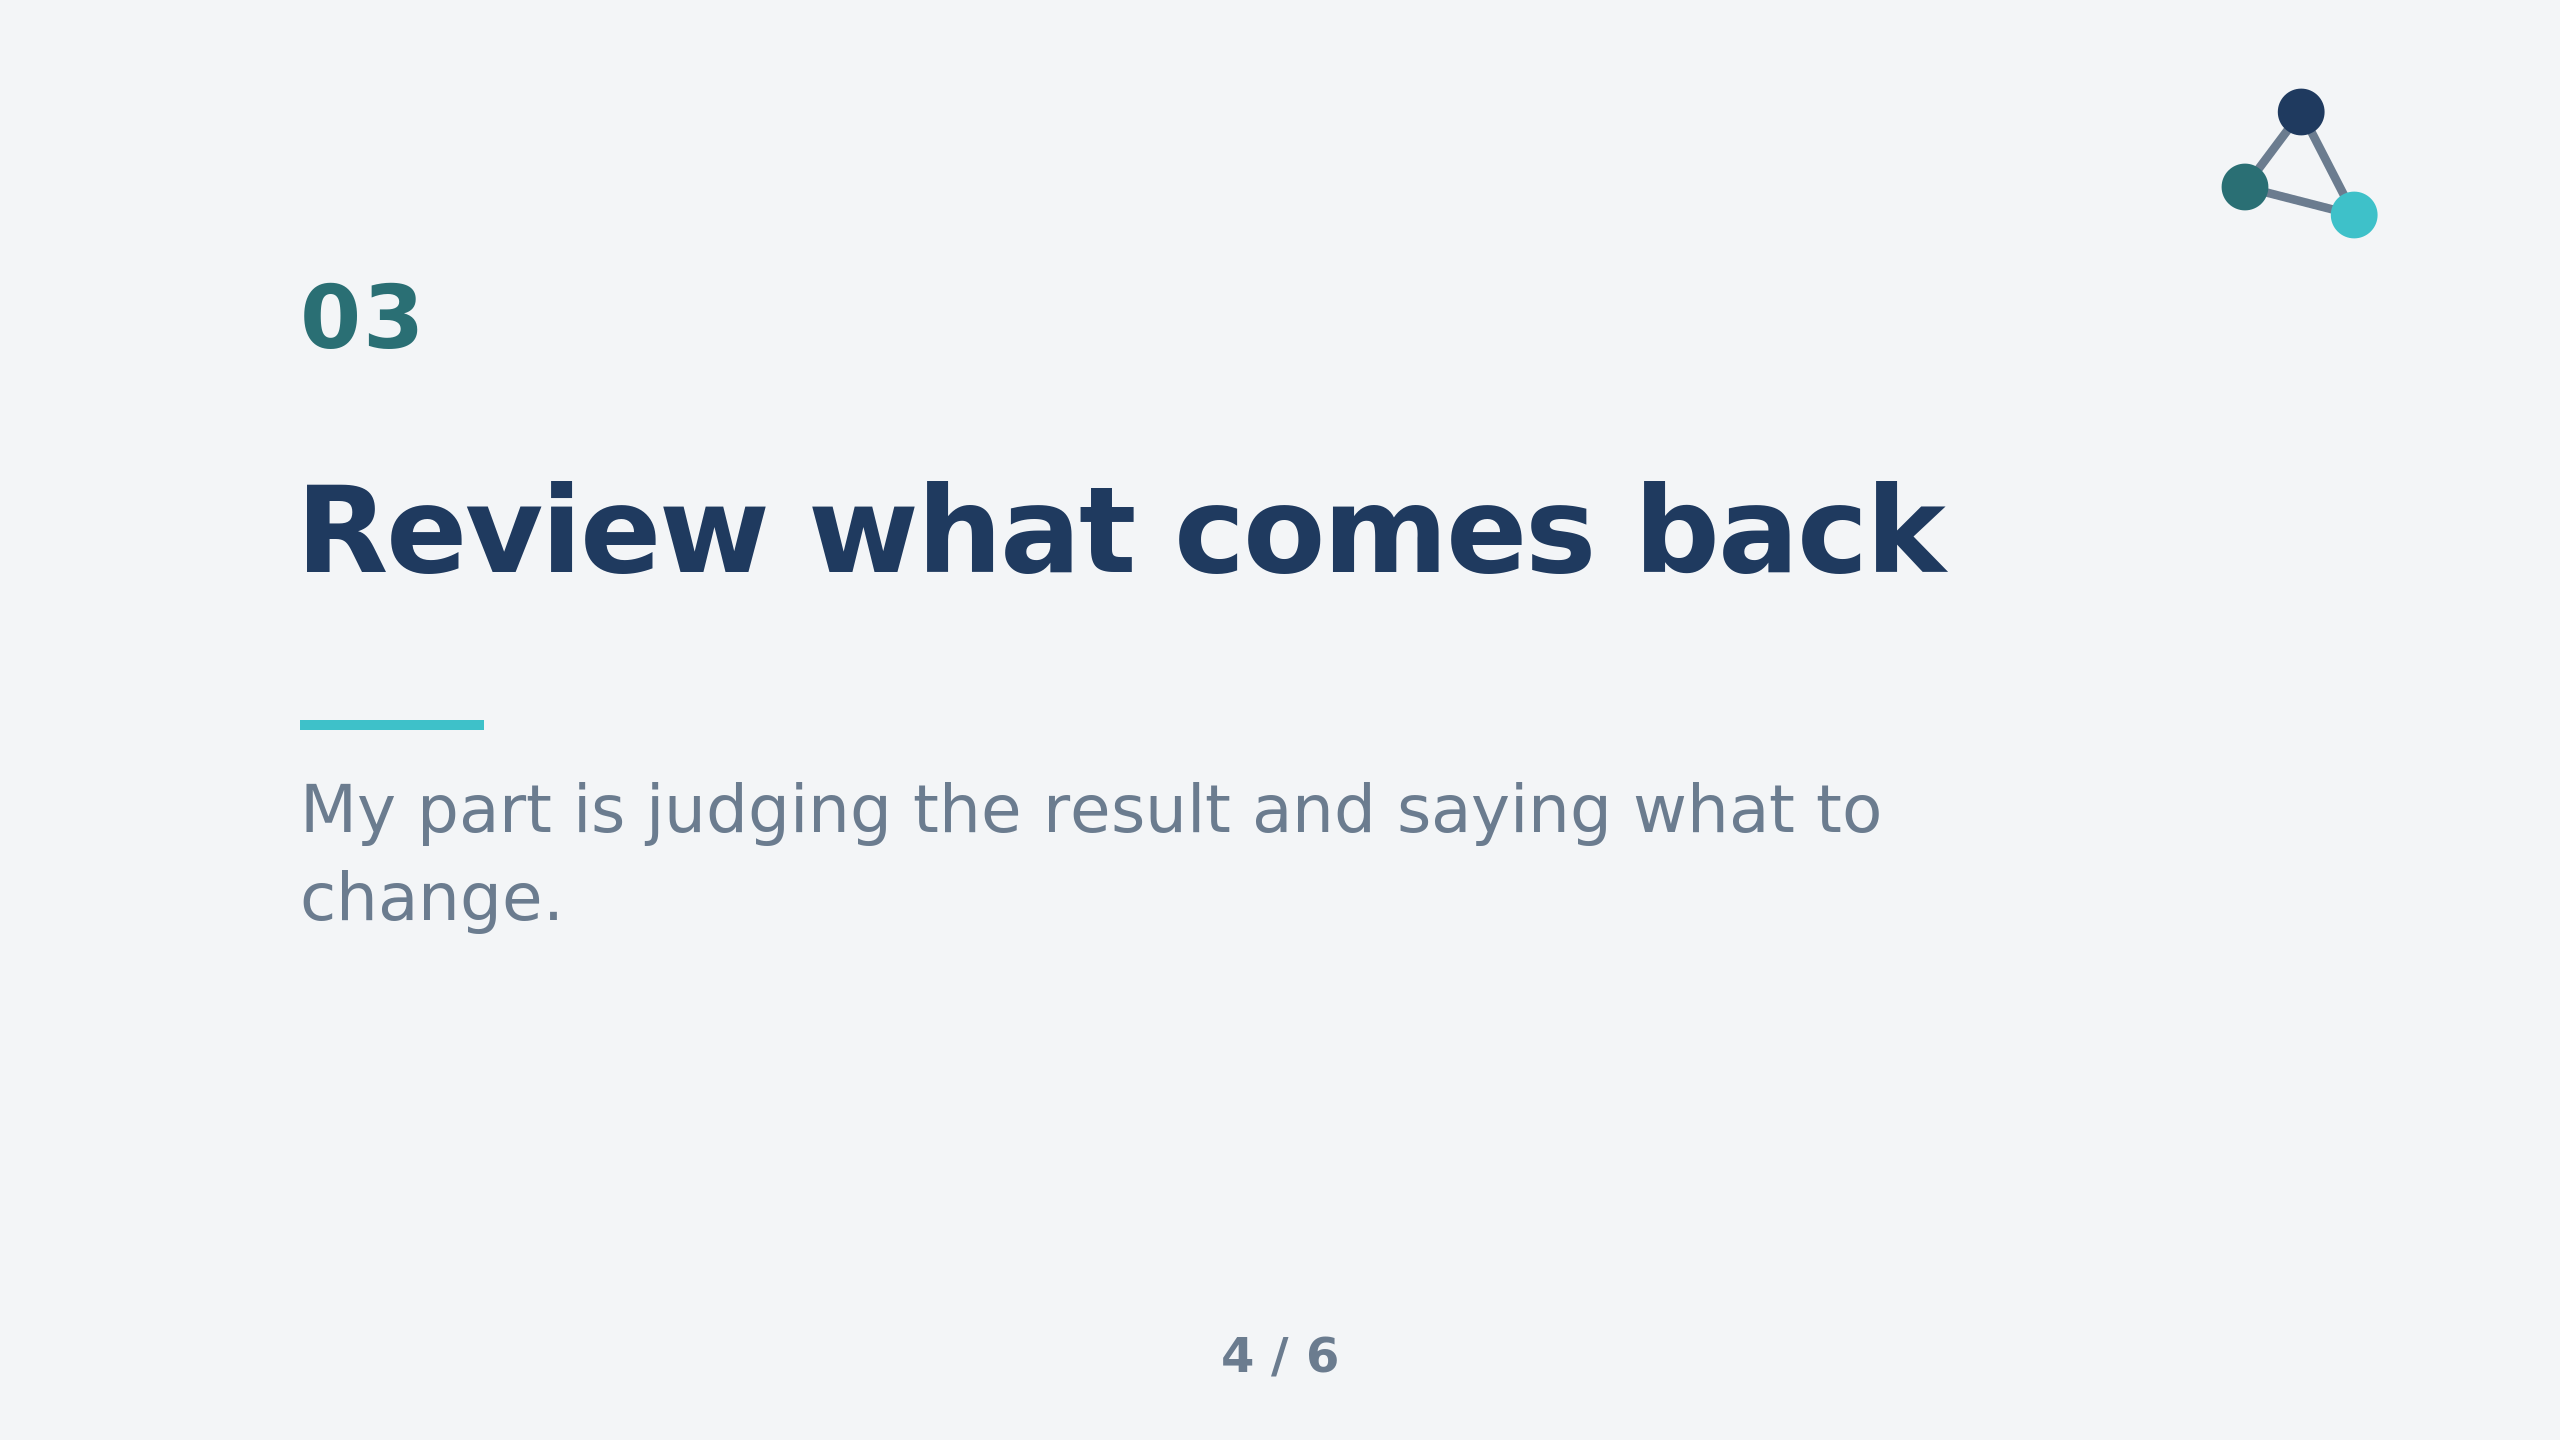 03
Review what comes back
My part is judging the result and saying what to
change.
4 / 6